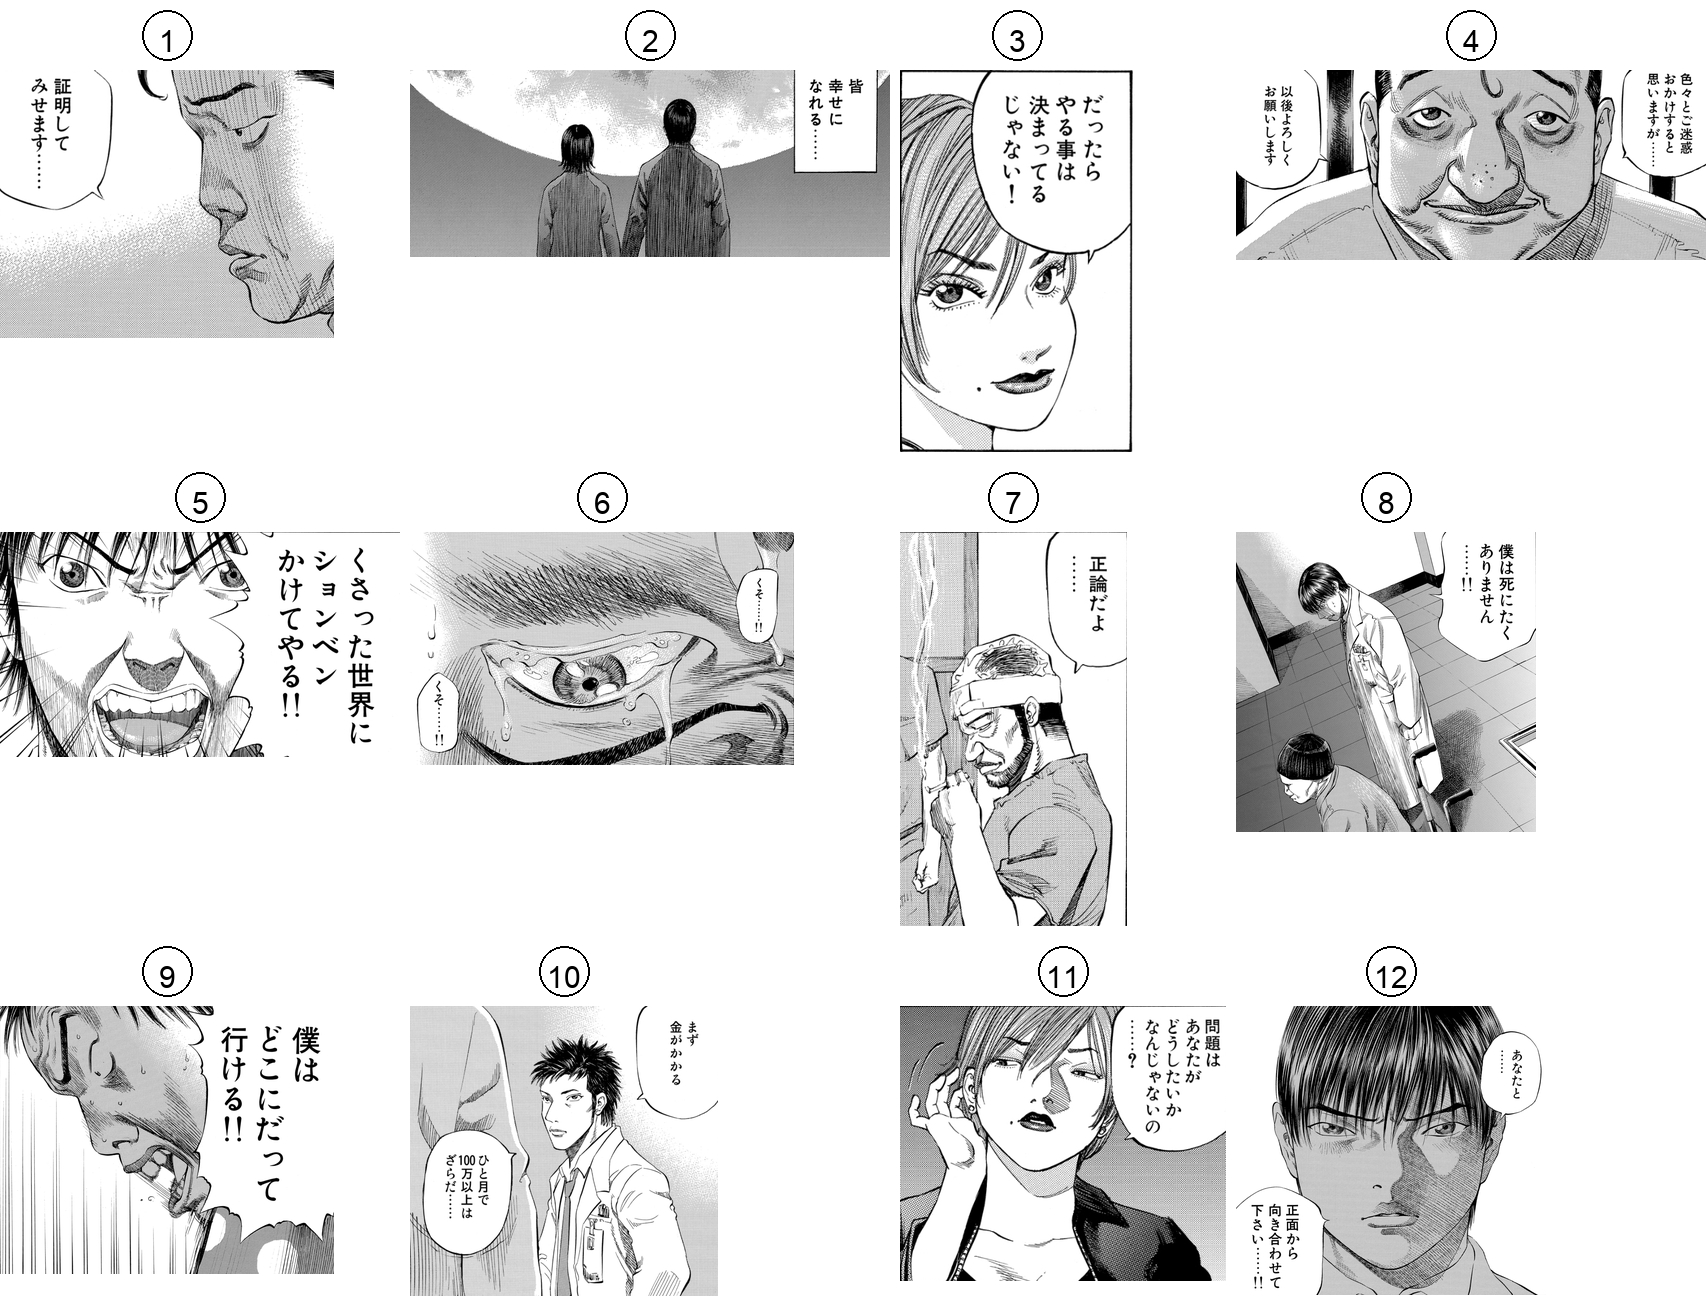 1
証明して
みせます……
2
皆
幸せに
なれる……
3
だったら
やる事は
決まってる
じゃない！
4
色々とご迷惑
おかけすると
思いますが……
以後よろしく
お願いします
5
くさった世界に
ションベン
かけてやる!!
6
くそ……!!
くそ……!!
7
正論だよ
……
8
僕は死にたく
ありません
……!!
9
僕は
どこにだって
行ける!!
10
まず
金がかかる
ひと月で
100万以上は
ざらだ……
11
問題は
あなたが
どうしたいか
なんじゃないの
……？
12
あなたと
……
正面から
向き合わせて
下さい……!!